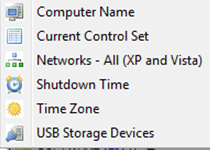 Computer Name
Current Control Set
Networks - All (XP and Vista)
Shutdown Time
Time Zone
USB Storage Devices